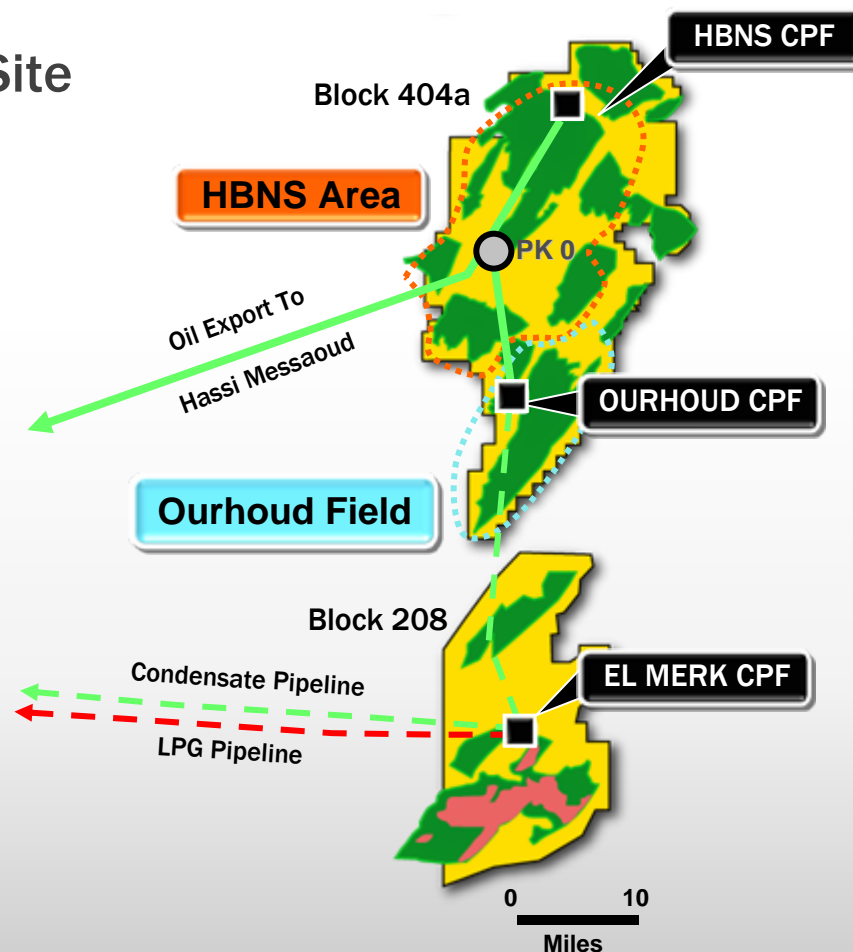 Site
HBNS CPF
Block 404a
HBNS Area
PK 0
Oil Export To
Hassi Messaoud
OURHOUD CPF
Ourhoud Field
Block 208
Condensate Pipeline
EL MERK CPF
LPG Pipeline
0 10
Miles